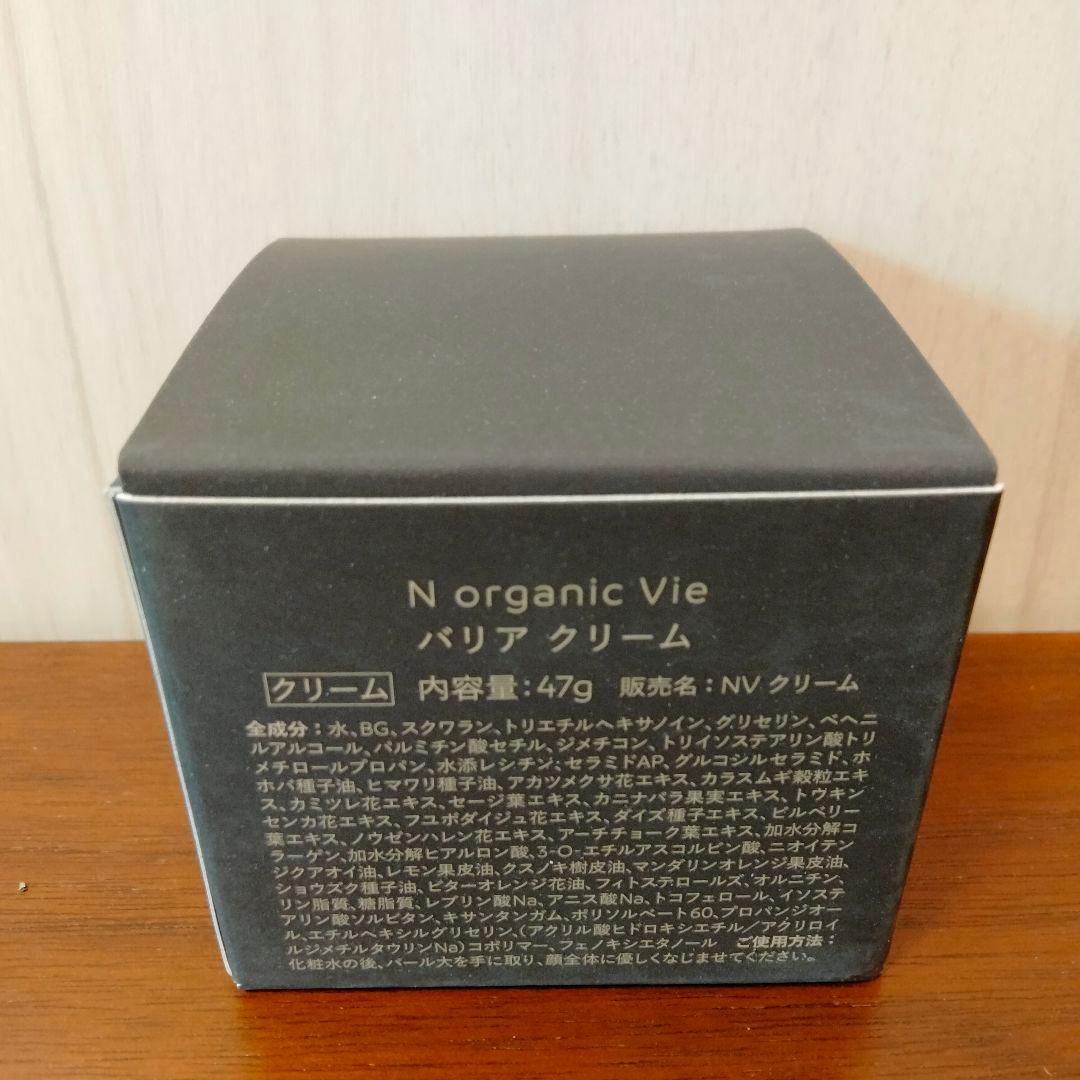 N organic Vie
バリア クリーム
クリーム 内容量:47g 販売名:NV クリーム
全成分:水、BG、スクワラン、トリエチルヘキサノイン、グリセリン、ベヘニ
ルアルコール、パルミチン酸セチル、ジメチコン、トリイソステアリン酸トリ
メチロールプロパン、水添レシチン、セラミドAP、グルコシルセラミド、ホ
ホバ種子油、ヒマワリ種子油、アカツメクサ花エキス、カラスムギ穀粒エキ
ス、カミツレ花エキス、セージ葉エキス、カニナバラ果実エキス、トウキン
センカ花エキス、フユボダイジュ花エキス、ダイズ種子エキス、ビルベリー
葉エキス、ノウゼンハレン花エキス、アーチチョーク葉エキス、加水分解コ
ラーゲン、加水分解ヒアルロン酸、3-O-エチルアスコルビン酸、ニオイテン
ジクアオイ油、レモン果皮油、クスノキ樹皮油、マンダリンオレンジ果皮油、
ショウズク種子油、ビターオレンジ花油、フィトステロールズ、オルニチン、
リン脂質、糖脂質、レブリン酸Na、アニス酸Na、トコフェロール、イソステ
アリン酸ソルビタン、キサンタンガム、ポリソルベート60、プロパンジオー
ル、エチルヘキシルグリセリン、(アクリル酸ヒドロキシエチル/アクリロイ
ルジメチルタウリンNa)コポリマー、フェノキシエタノール ご使用方法:
化粧水の後、パール大を手に取り、顔全体に優しくなじませてください。